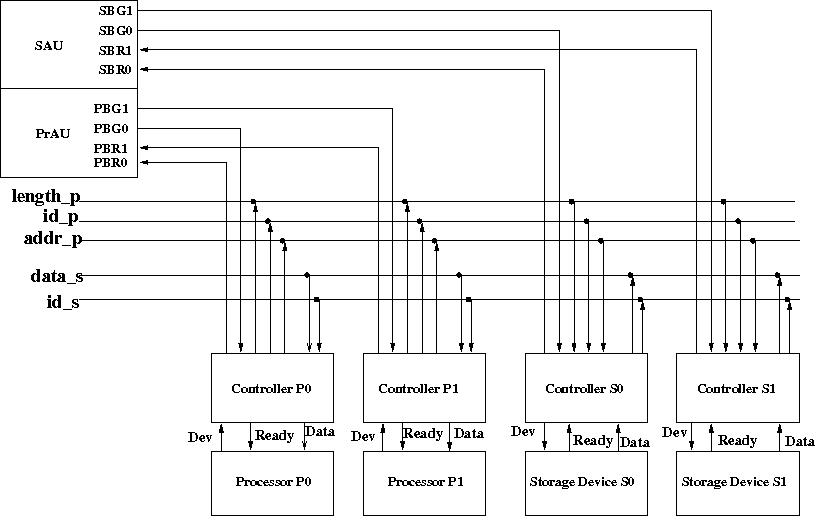 SBG1
SBG0
SAU
SBR1
SBR0
PBG1
PBG0
PrAU
PBR1
PBR0
length_p
id_p
addr_p
data_s
id_s
Controller P0 Controller P1 Controller S0 Controller S1
Dev Ready Data Dev Ready Data Dev Ready Data Dev Ready Data
Processor P0 Processor P1 Storage Device S0 Storage Device S1